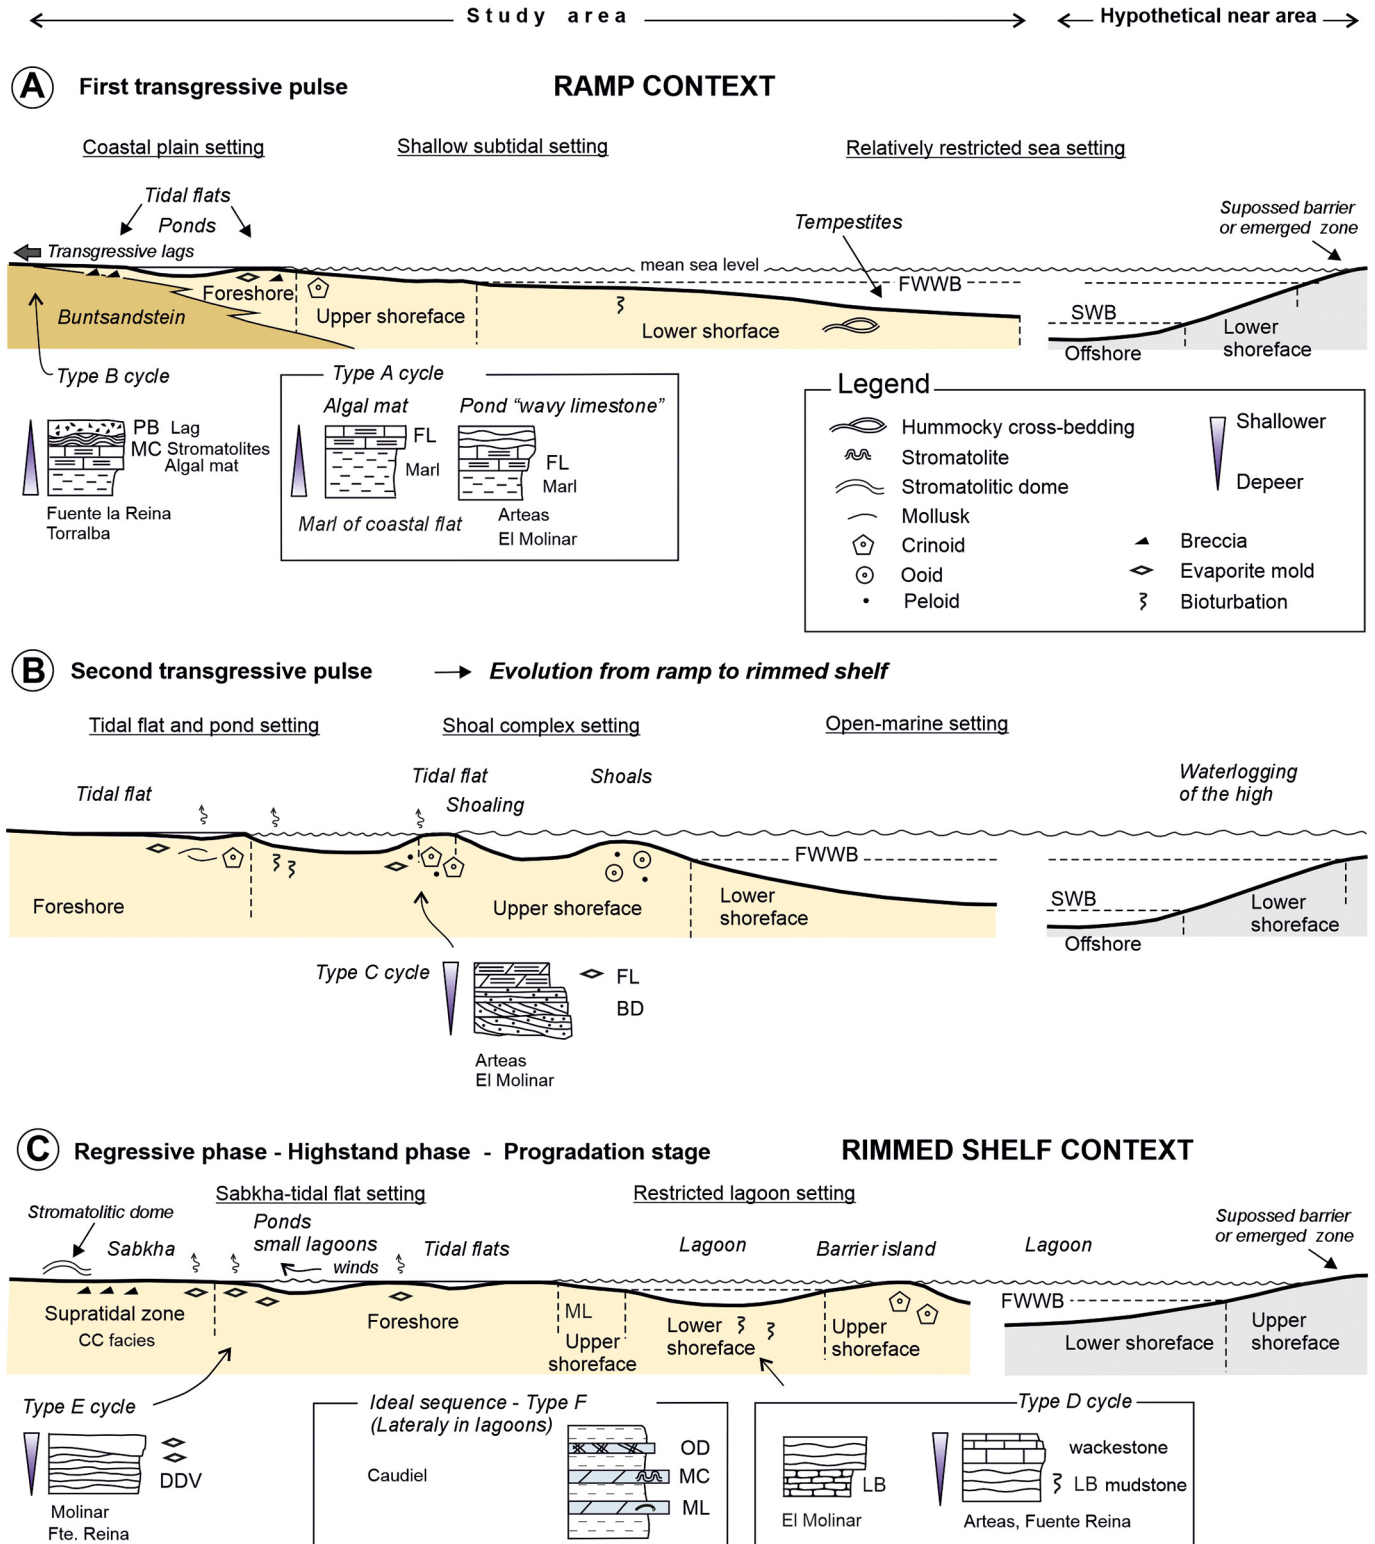 Study area
Hypothetical near area
A First transgressive pulse
RAMP CONTEXT
Coastal plain setting
Shallow subtidal setting
Relatively restricted sea setting
Tidal flats
Ponds
Transgressive lags
Tempestites
Supossed barrier
or emerged zone
mean sea level
FWWB
Foreshore
Buntsandstein
Upper shoreface
Lower shorface
SWB
Offshore
Lower
shoreface
Type B cycle
PB Lag
MC Stromatolites
Algal mat
Fuente la Reina
Torralba
Type A cycle
Algal mat
Pond “wavy limestone”
FL
Marl
FL
Marl
Marl of coastal flat
Arteas
El Molinar
Legend
Hummocky cross-bedding
Stromatolite
Stromatolitic dome
Mollusk
Crinoid
Ooid
Peloid
Shallower
Depeer
Breccia
Evaporite mold
Bioturbation
B Second transgressive pulse
Evolution from ramp to rimmed shelf
Tidal flat and pond setting
Shoal complex setting
Open-marine setting
Tidal flat
Tidal flat
Shoaling
Shoals
Waterlogging
of the high
FWWB
Foreshore
Upper shoreface
Lower
shoreface
SWB
Offshore
Lower
shoreface
Type C cycle
FL
BD
Arteas
El Molinar
C Regressive phase - Highstand phase - Progradation stage
RIMMED SHELF CONTEXT
Sabkha-tidal flat setting
Restricted lagoon setting
Stromatolitic dome
Sabkha
Ponds
small lagoons
winds
Tidal flats
Lagoon
Barrier island
Lagoon
Supossed barrier
or emerged zone
Supratidal zone
CC facies
Foreshore
ML
Upper
shoreface
Lower
shoreface
Upper
shoreface
FWWB
Lower shoreface
Upper
shoreface
Type E cycle
DDV
Molinar
Fte. Reina
Ideal sequence - Type F
(Lateraly in lagoons)
Caudiel
OD
MC
ML
Type D cycle
LB
El Molinar
wackestone
LB mudstone
Arteas, Fuente Reina